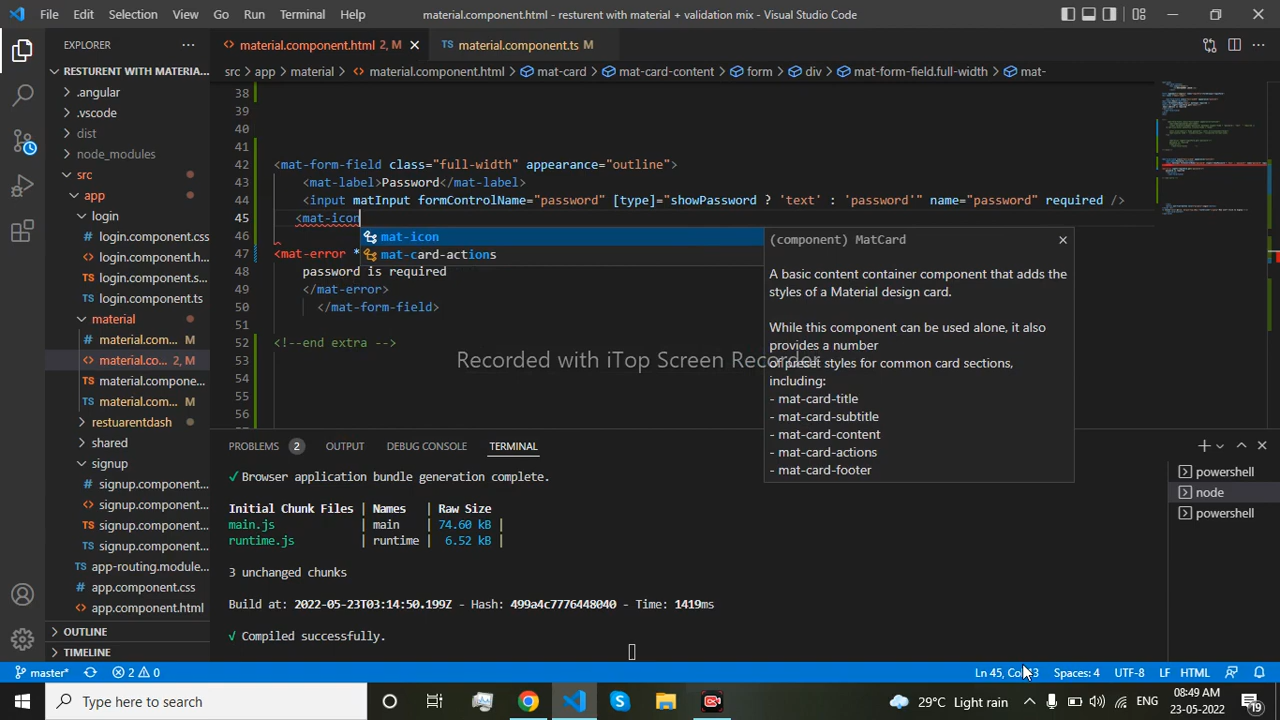 File Edit Selection View Go Run Terminal Help
material.component.html - resturent with material + validation mix - Visual Studio Code
EXPLORER
material.component.html 2, M
material.component.ts M
RESTURENT WITH MATERIA...
src > app > material > material.component.html > mat-card > mat-card-content > form > div > mat-form-field.full-width > mat-
.angular
.vscode
dist
node_modules
src
app
login
login.component.css
login.component.h...
login.component.s...
login.component.ts
material
material.com... M
material.co... 2, M
material.compone...
material.com... M
restuarentdash
shared
signup
signup.component...
signup.component...
signup.component...
signup.component...
app-routing.module...
app.component.css
app.component.html
OUTLINE
TIMELINE
38
39
40
41
42 <mat-form-field class="full-width" appearance="outline">
43 <mat-label>Password</mat-label>
44 <input matInput formControlName="password" [type]="showPassword ? 'text' : 'password'" name="password" required />
45 <mat-icon
46
47 <mat-error *
48 password is required
49 </mat-error>
50 </mat-form-field>
51
52 <!--end extra -->
53
54
55
56
mat-icon
mat-card-actions
(component) MatCard
A basic content container component that adds the
styles of a Material design card.
While this component can be used alone, it also
provides a number
of preset styles for common card sections,
including:
- mat-card-title
- mat-card-subtitle
- mat-card-content
- mat-card-actions
- mat-card-footer
Recorded with iTop Screen Recorder
PROBLEMS 2 OUTPUT DEBUG CONSOLE TERMINAL
√ Browser application bundle generation complete.
Initial Chunk Files | Names | Raw Size
main.js | main | 74.60 kB |
runtime.js | runtime | 6.52 kB |
3 unchanged chunks
Build at: 2022-05-23T03:14:50.199Z - Hash: 499a4c7776448040 - Time: 1419ms
√ Compiled successfully.
powershell
node
powershell
master* 2 0
Spaces: 4 UTF-8 LF HTML
Ln 45,
Type here to search
29°C Light rain
ENG
08:49 AM
23-05-2022
19